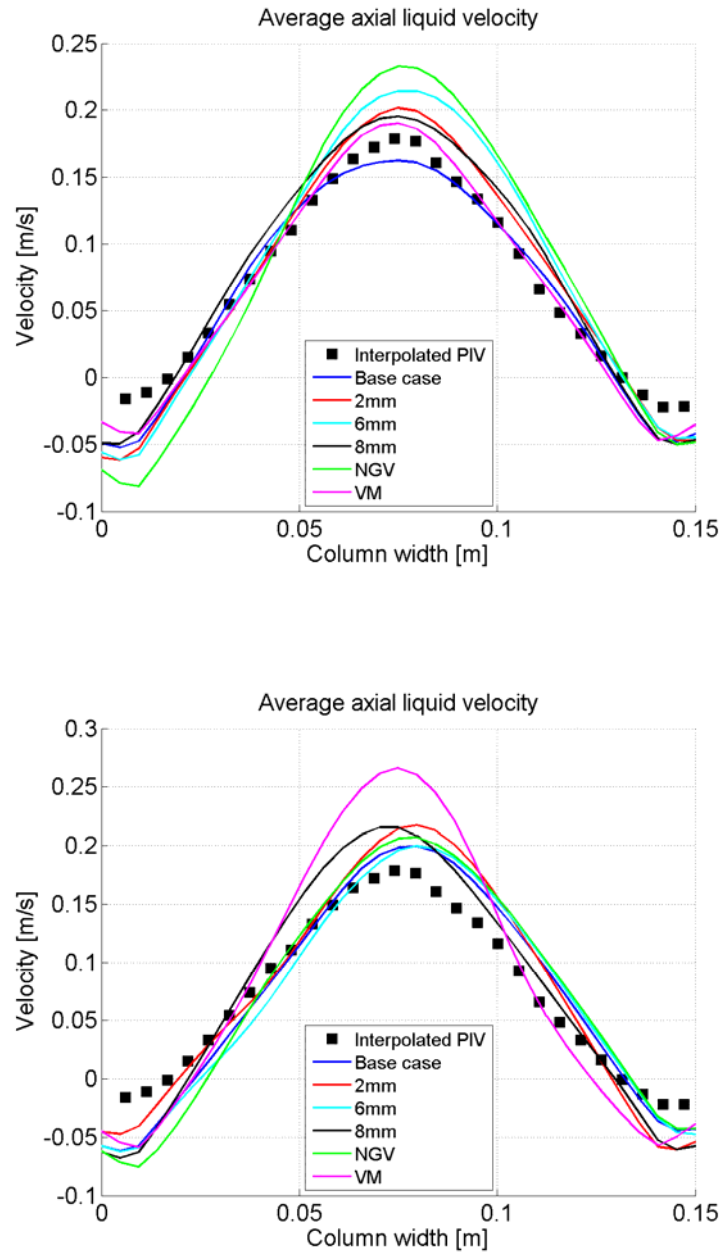 Average axial liquid velocity
0.25
0.2
0.15
0.1
0.05
0
-0.05
-0.1
Velocity [m/s]
Interpolated PIV
Base case
2mm
6mm
8mm
NGV
VM
0
0.05
0.1
0.15
Column width [m]
Average axial liquid velocity
0.3
0.25
0.2
0.15
0.1
0.05
0
-0.05
-0.1
Velocity [m/s]
Interpolated PIV
Base case
2mm
6mm
8mm
NGV
VM
0
0.05
0.1
0.15
Column width [m]